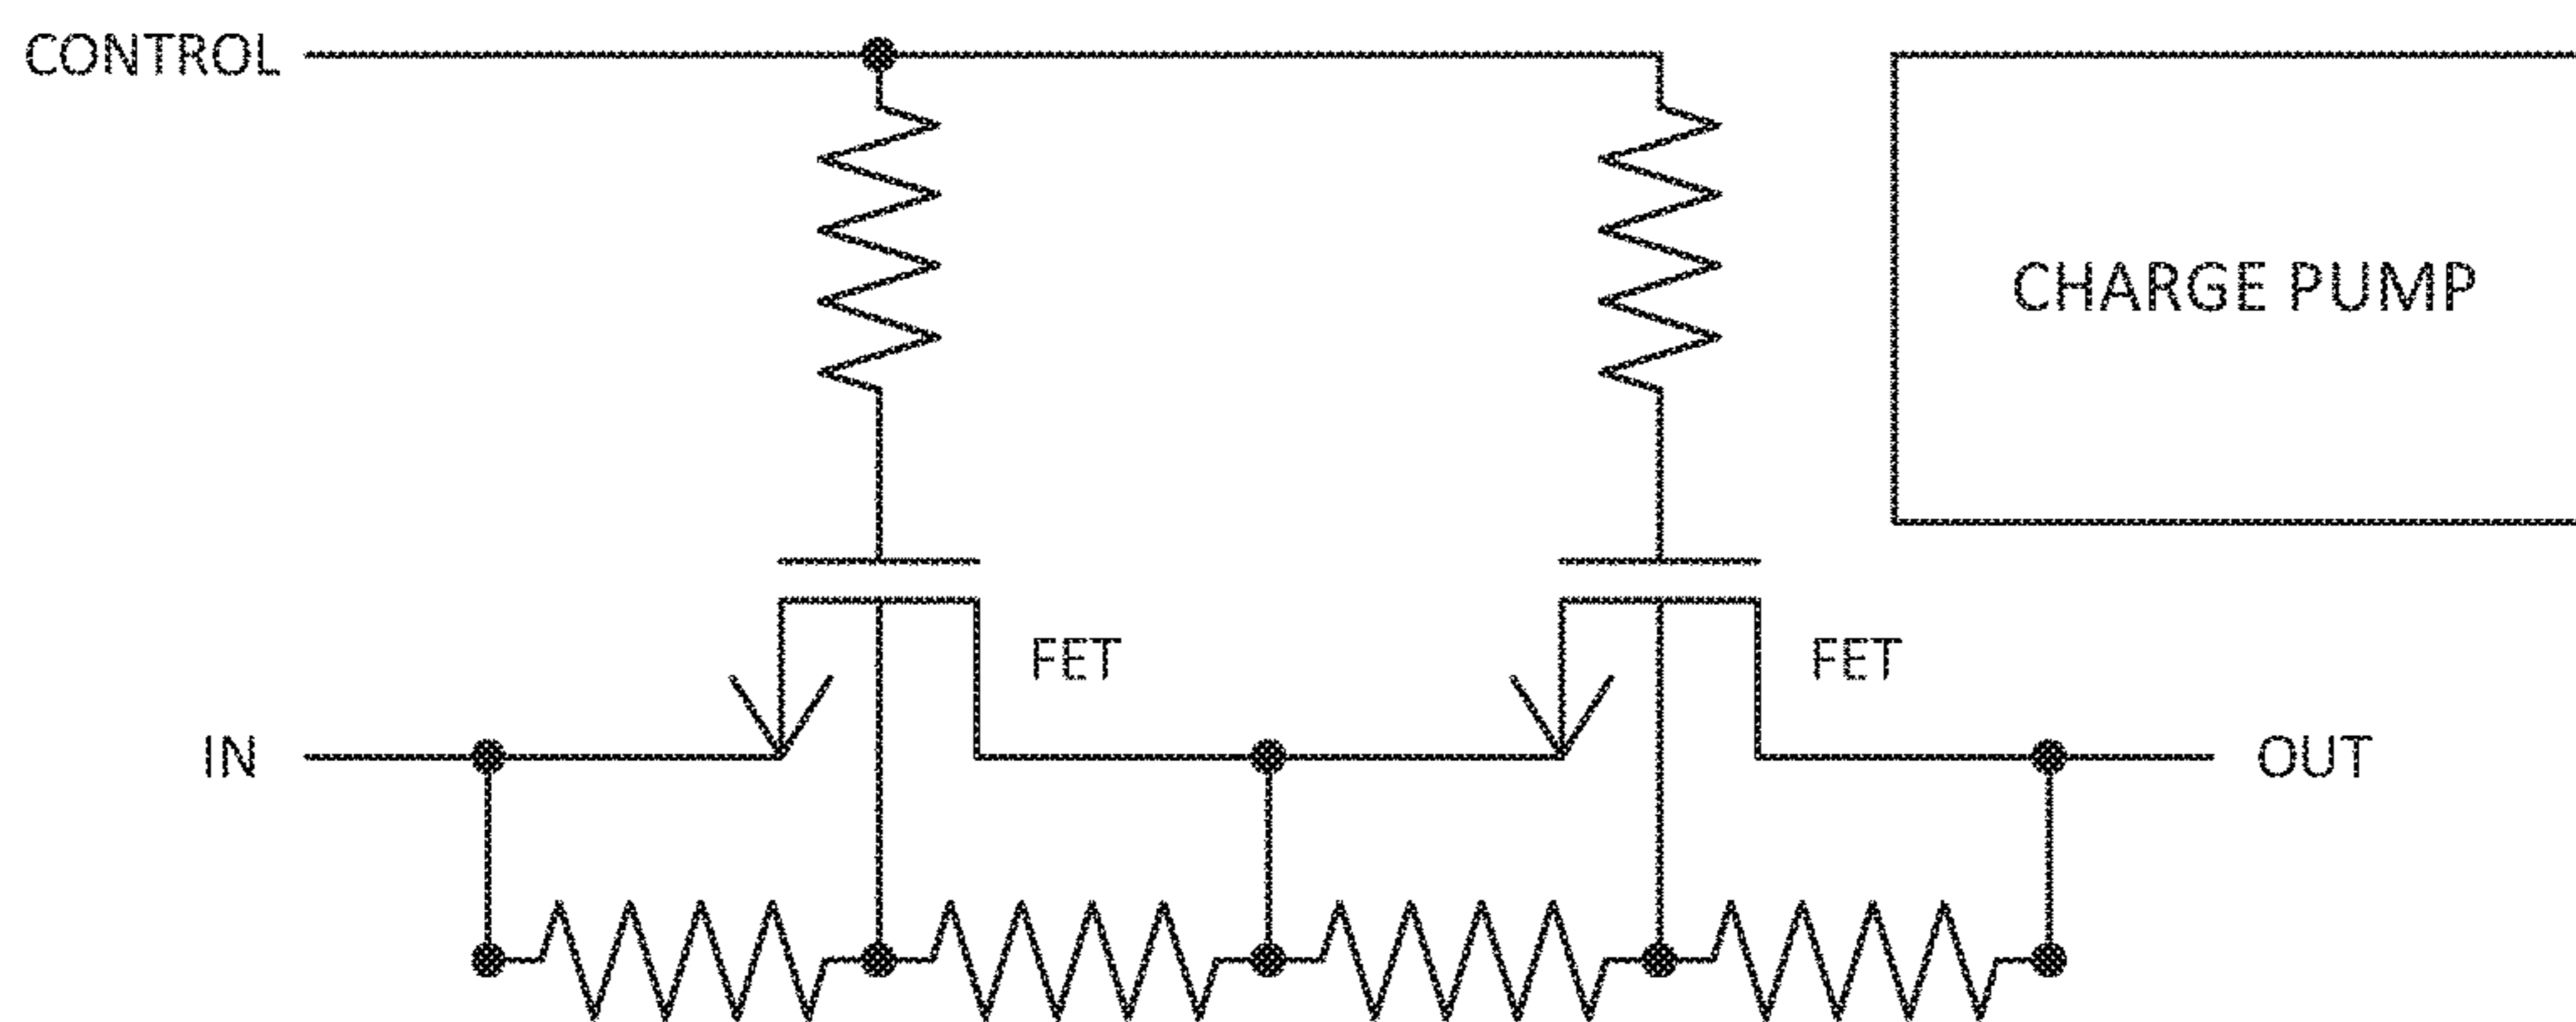 CONTROL
CHARGE PUMP
FET
FET
IN
OUT